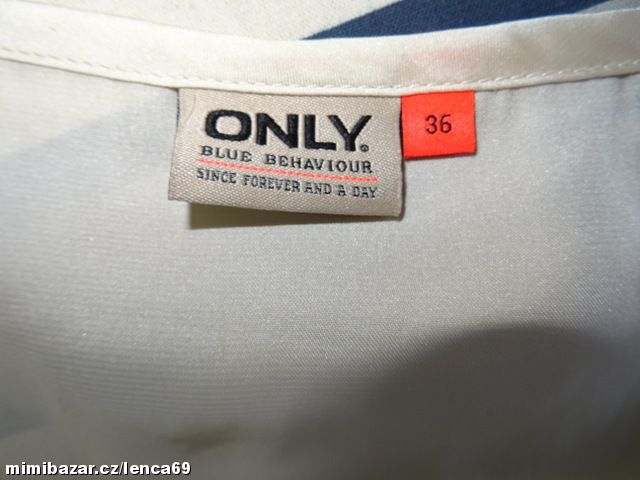 ONLY®
BLUE BEHAVIOUR
SINCE FOREVER AND A DAY
36
mimibazar.cz/lenca69